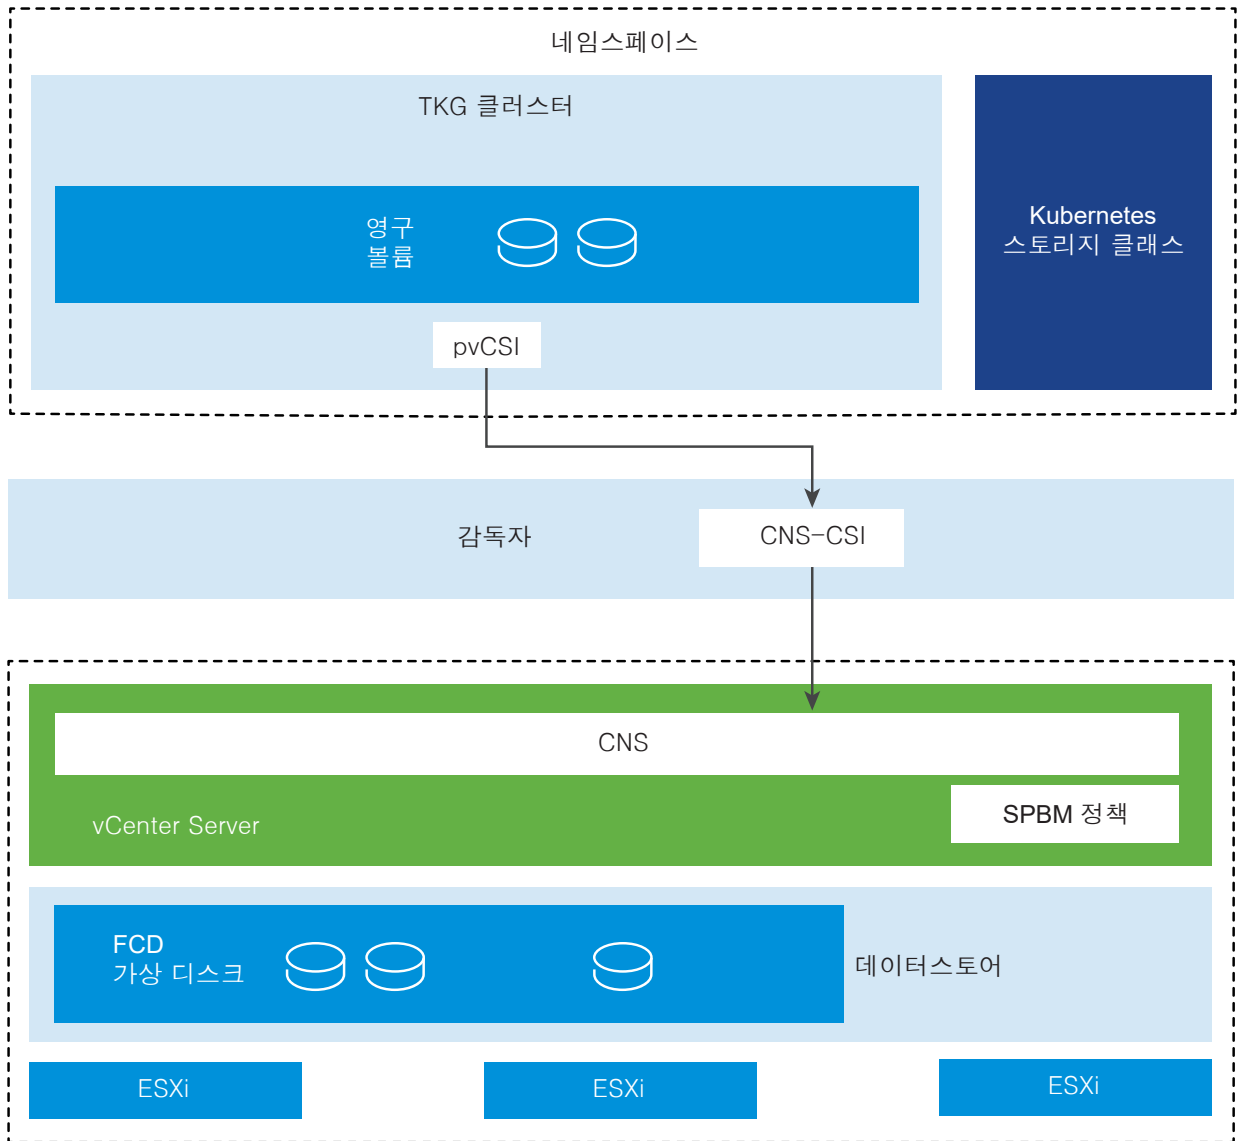 네임스페이스
TKG 클러스터
영구
볼륨
pvCSI
Kubernetes
스토리지 클래스
감독자
CNS-CSI
CNS
vCenter Server
SPBM 정책
FCD
가상 디스크
데이터스토어
ESXi
ESXi
ESXi